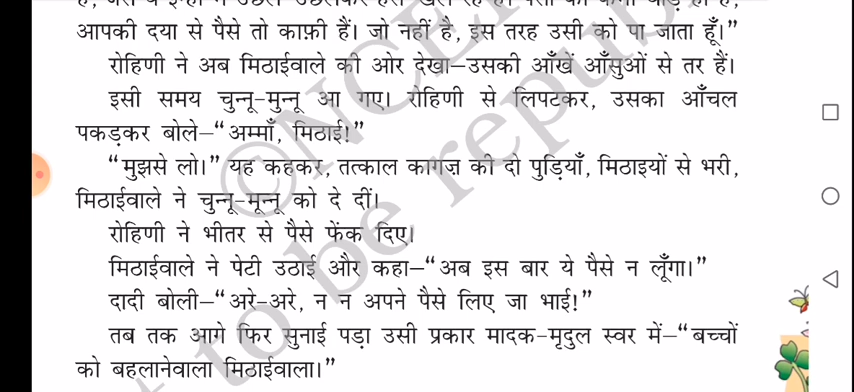 आपकी दया से पैसे तो काफ़ी हैं। जो नहीं है, इस तरह उसी को पा जाता हूँ।”
रोहिणी ने अब मिठाईवाले की ओर देखा–उसकी आँखें आँसुओं से तर हैं।
इसी समय चुन्नू-मुन्नू आ गए। रोहिणी से लिपटकर, उसका आँचल
पकड़कर बोले–“अम्माँ, मिठाई!”
“मुझसे लो।” यह कहकर, तत्काल कागज़ की दो पुड़ियाँ, मिठाइयों से भरी,
मिठाईवाले ने चुन्नू-मून्नू को दे दीं।
रोहिणी ने भीतर से पैसे फेंक दिए।
मिठाईवाले ने पेटी उठाई और कहा–“अब इस बार ये पैसे न लूँगा।”
दादी बोली–“अरे-अरे, न न अपने पैसे लिए जा भाई!”
तब तक आगे फिर सुनाई पड़ा उसी प्रकार मादक-मृदुल स्वर में–“बच्चों
को बहलानेवाला मिठाईवाला।”